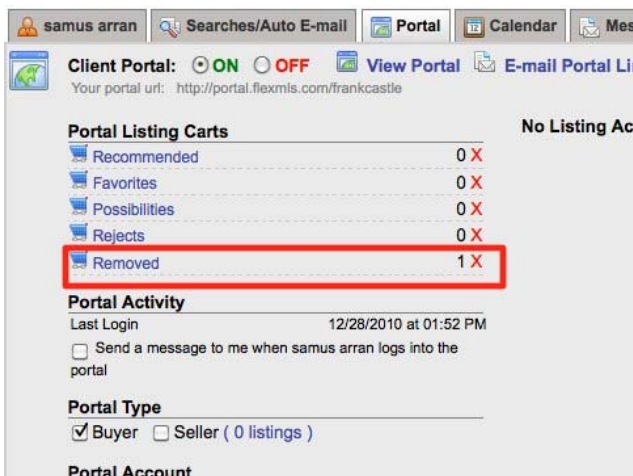 samus arran Searches/Auto E-mail Portal 12 Calendar
Client Portal: ON OFF View Portal E-mail Portal
Your portal url: http://portal.flexmls.com/frankcastle
Portal Listing Carts
No Listing
Recommended 0 X
Favorites 0 X
Possibilities 0 X
Rejects 0 X
Removed 1 X
Portal Activity
Last Login 12/28/2010 at 01:52 PM
Send a message to me when samus arran logs into the
portal
Portal Type
Buyer Seller ( 0 listings )
Portal Account